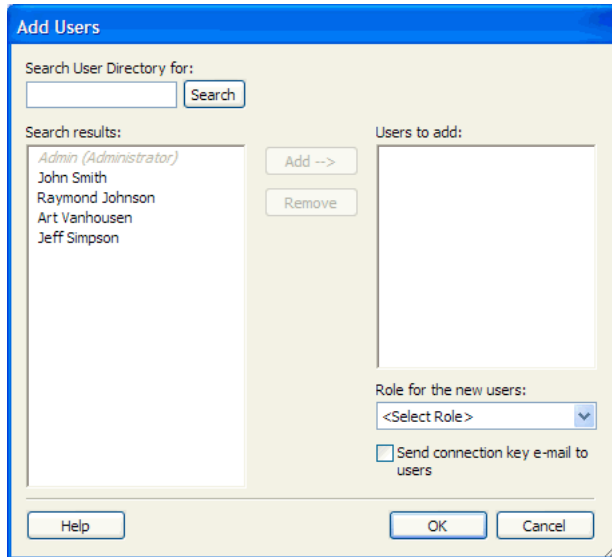 Add Users
Search User Directory for:
Search
Search results:
Users to add:
Admin (Administrator)
John Smith
Raymond Johnson
Art Vanhousen
Jeff Simpson
Add -->
Remove
Role for the new users:
<Select Role>
Send connection key e-mail to
users
Help
OK
Cancel